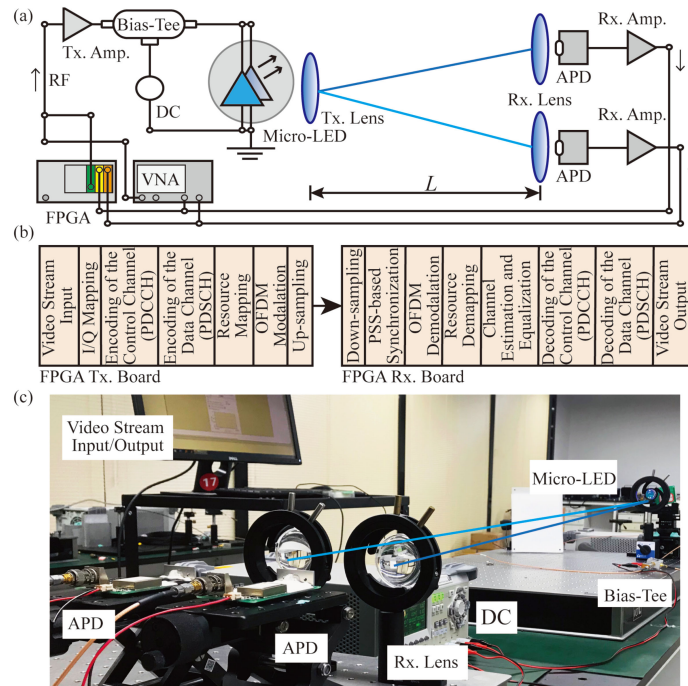 (a)
Bias-Tee
Tx. Amp.
RF
DC
Micro-LED
Tx. Lens
Rx. Lens
APD
Rx. Amp.
Rx. Amp.
APD
L
VNA
FPGA
(b)
Video Stream
Input
I/Q Mapping
Encoding of the
Control Channel
(PDCCH)
Encoding of the
Data Channel
(PDSCH)
Resource
Mapping
OFDM
Modalation
Up-sampling
Down-sampling
PSS-based
Synchronization
OFDM
Demodalation
Resource
Demapping
Channel
Estimation and
Equalization
Decoding of the
Control Channel
(PDCCH)
Decoding of the
Data Channel
(PDSCH)
Video Stream
Output
FPGA Tx. Board
FPGA Rx. Board
(c)
Video Stream
Input/Output
17
Micro-LED
Bias-Tee
DC
APD
APD
Rx. Lens